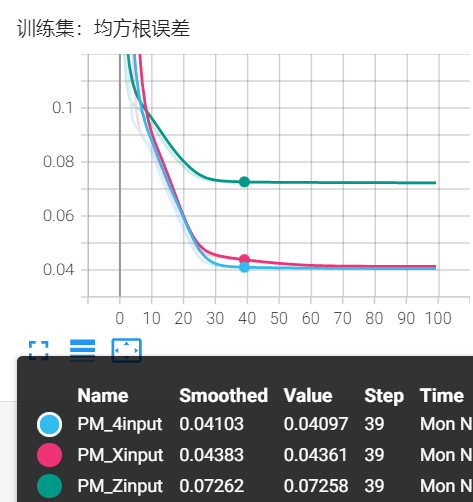 训练集：均方根误差
0.1
0.08
0.06
0.04
0 10 20 30 40 50 60 70 80 90 100
Name Smoothed Value Step Time
PM_4input 0.04103 0.04097 39 Mon N
PM_Xinput 0.04383 0.04361 39 Mon N
PM_Zinput 0.07262 0.07258 39 Mon N